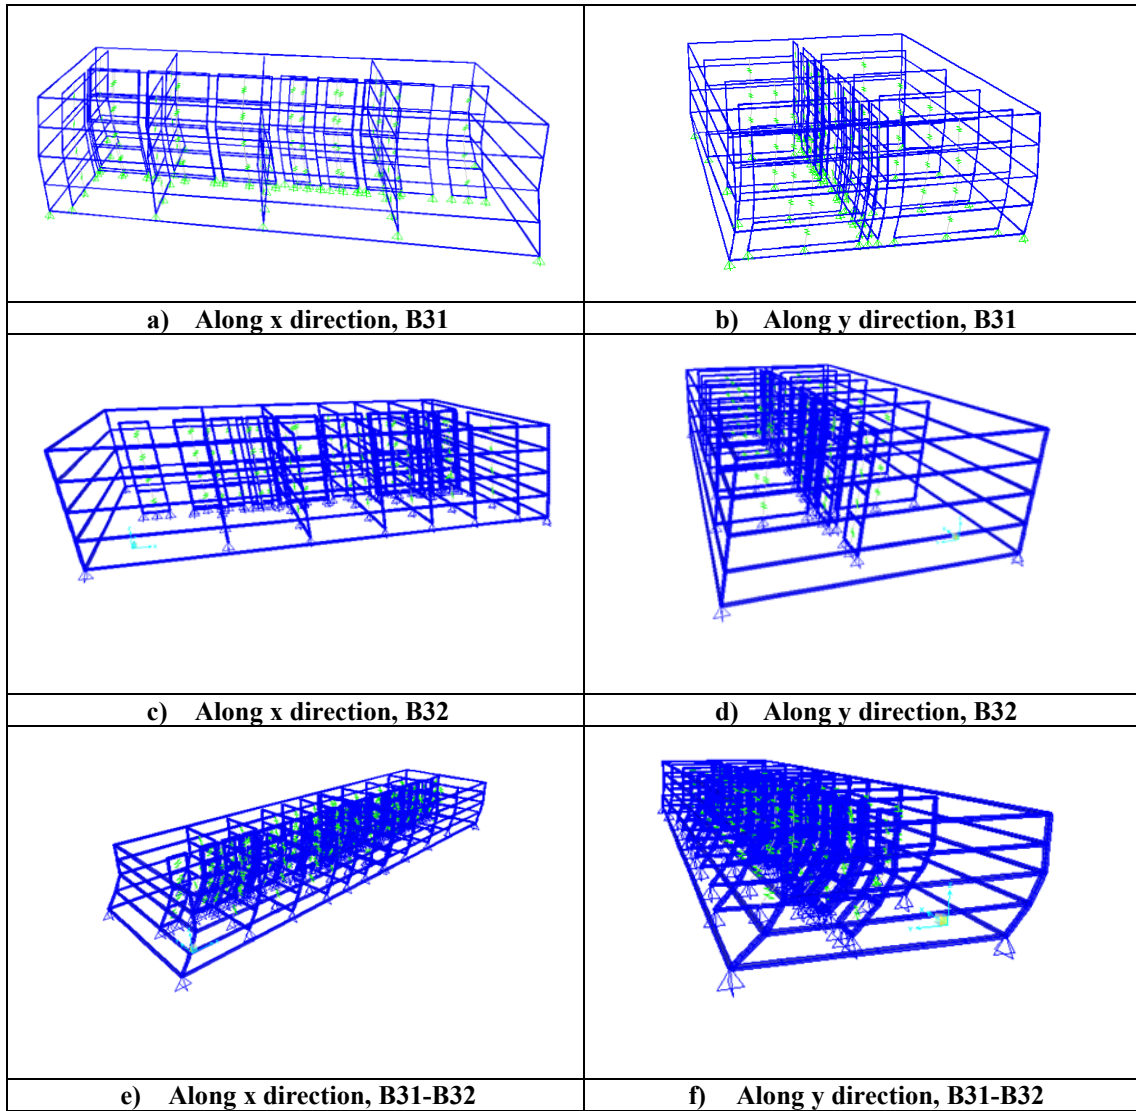 a) Along x direction, B31
b) Along y direction, B31
c) Along x direction, B32
d) Along y direction, B32
e) Along x direction, B31-B32
f) Along y direction, B31-B32